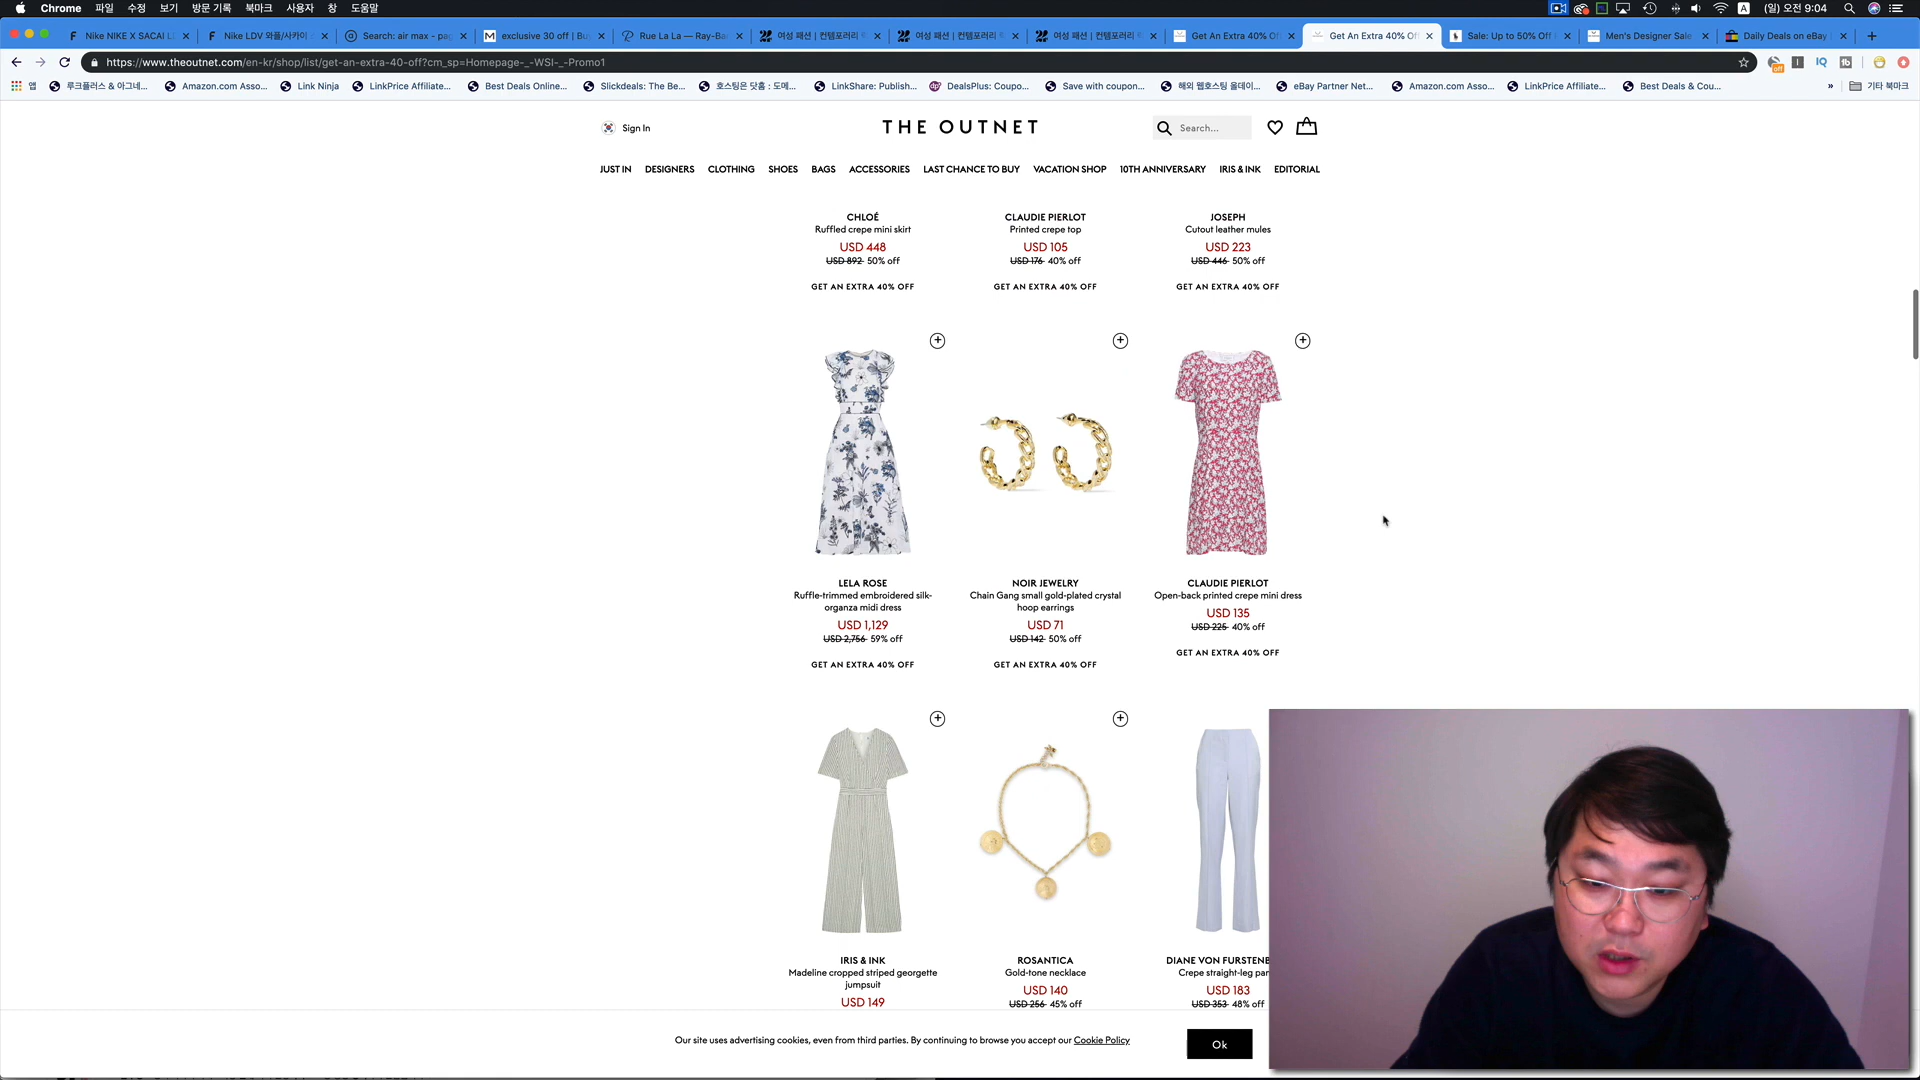 Chrome 파일 수정 보기 방문 기록 북마크 사용자 창 도움말 (일) 오전 9:04
Nike NIKE X SACAI L Nike LDV 와플/사카이 Search: air max - pag exclusive 30 off | Bu Rue La La — Ray-Ba 여성 패션 | 컨템포러리 여성 패션 | 컨템포러리 여성 패션 | 컨템포러리 Get An Extra 40% O Get An Extra 40% Of Sale: Up to 50% Off Men's Designer Sale Daily Deals on eBay
https://www.theoutnet.com/en-kr/shop/list/get-an-extra-40-off?cm_sp=Homepage-_-WSI-_-Promo1
앱 루크플러스 & 아그네... Amazon.com Asso... Link Ninja LinkPrice Affiliate... Best Deals Online... Slickdeals: The Be... 호스팅은 닷홈 : 도메... LinkShare: Publish... DealsPlus: Coupo... Save with coupon... 해외 웹호스팅 올데이... eBay Partner Net... Amazon.com Asso... LinkPrice Affiliate... Best Deals & Cou... » 기타 북마크
Sign In
THE OUTNET
Search...
JUST IN DESIGNERS CLOTHING SHOES BAGS ACCESSORIES LAST CHANCE TO BUY VACATION SHOP 10TH ANNIVERSARY IRIS & INK EDITORIAL
CHLOÉ
Ruffled crepe mini skirt
USD 448
USD 892 50% off
GET AN EXTRA 40% OFF
CLAUDIE PIERLOT
Printed crepe top
USD 105
USD 176 40% off
GET AN EXTRA 40% OFF
JOSEPH
Cutout leather mules
USD 223
USD 446 50% off
GET AN EXTRA 40% OFF
LELA ROSE
Ruffle-trimmed embroidered silk-
organza midi dress
USD 1,129
USD 2,756 59% off
GET AN EXTRA 40% OFF
NOIR JEWELRY
Chain Gang small gold-plated crystal
hoop earrings
USD 71
USD 142 50% off
GET AN EXTRA 40% OFF
CLAUDIE PIERLOT
Open-back printed crepe mini dress
USD 135
USD 225 40% off
GET AN EXTRA 40% OFF
IRIS & INK
Madeline cropped striped georgette
jumpsuit
USD 149
ROSANTICA
Gold-tone necklace
USD 140
USD 256 45% off
DIANE VON FURSTENB
Crepe straight-leg pan
USD 183
USD 353 48% off
Our site uses advertising cookies, even from third parties. By continuing to browse you accept our Cookie Policy
Ok